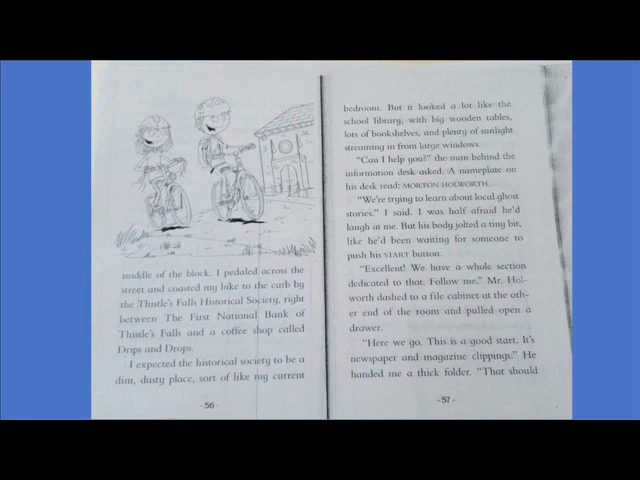 middle of the block. I pedaled across the
street and coasted my bike to the curb by
the Thistle's Falls Historical Society, right
between The First National Bank of
Thistle's Falls and a coffee shop called
Drips and Drops.
I expected the historical society to be a
dim, dusty place, sort of like my current
- 56 -
bedroom. But it looked a lot like the
school library, with big wooden tables,
lots of bookshelves, and plenty of sunlight
streaming in from large windows.
"Can I help you?" the man behind the
information desk asked. A nameplate on
his desk read: MORTON HOLWORTH.
"We're trying to learn about local ghost
stories." I said. I was half afraid he'd
laugh at me. But his body jolted a tiny bit,
like he'd been waiting for someone to
push his START button.
"Excellent! We have a whole section
dedicated to that. Follow me." Mr. Hol-
worth dashed to a file cabinet at the oth-
er end of the room and pulled open a
drawer.
"Here we go. This is a good start. It's
newspaper and magazine clippings." He
handed me a thick folder. "That should
- 57 -